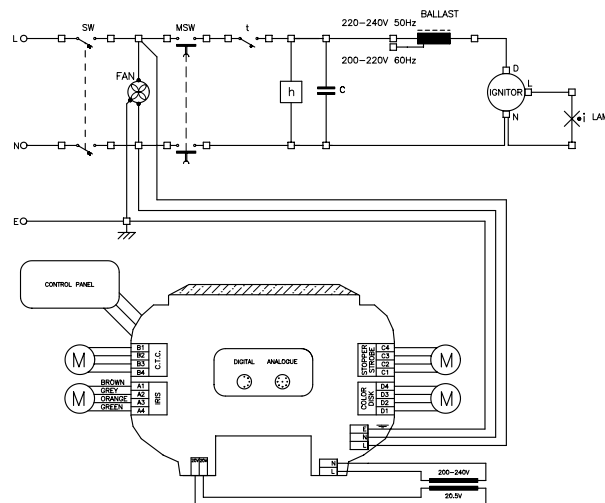 BALLAST
220-240V 50Hz
200-220V 60Hz
SW
MSW
t
L
FAN
h
C
D
L
IGNITOR
N
i LAM
N
E
CONTROL PANEL
B1
B2
B3
B4
C.T.C.
BROWN
GREY
ORANGE
GREEN
A1
A2
A3
A4
IRIS
M
M
DIGITAL
ANALOGUE
STOPPER
STROBE
C4
C3
C2
C1
COLOR
DISK
D4
D3
D2
D1
M
M
E
N
L
N
L
200-240V
20.5V